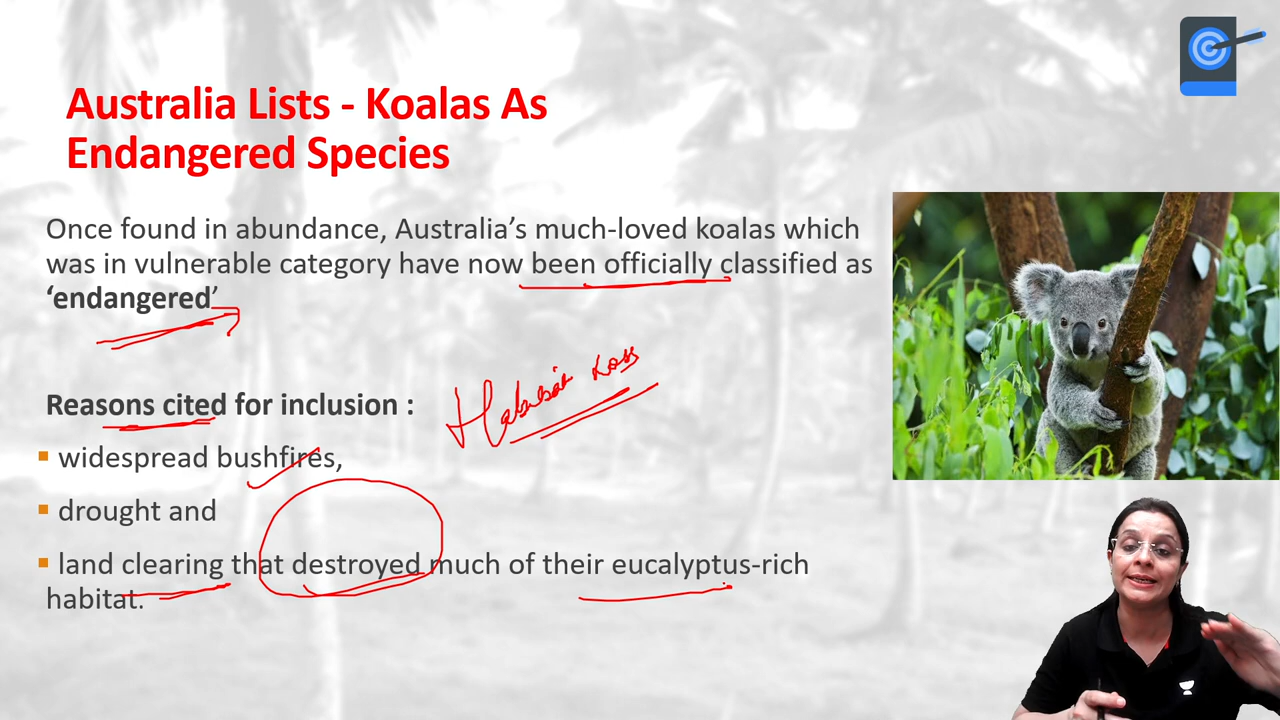 Australia Lists - Koalas As
Endangered Species
Once found in abundance, Australia’s much-loved koalas which
was in vulnerable category have now been officially classified as
‘endangered’
Habitat Loss
Reasons cited for inclusion :
widespread bushfires,
drought and
land clearing that destroyed much of their eucalyptus-rich
habitat.